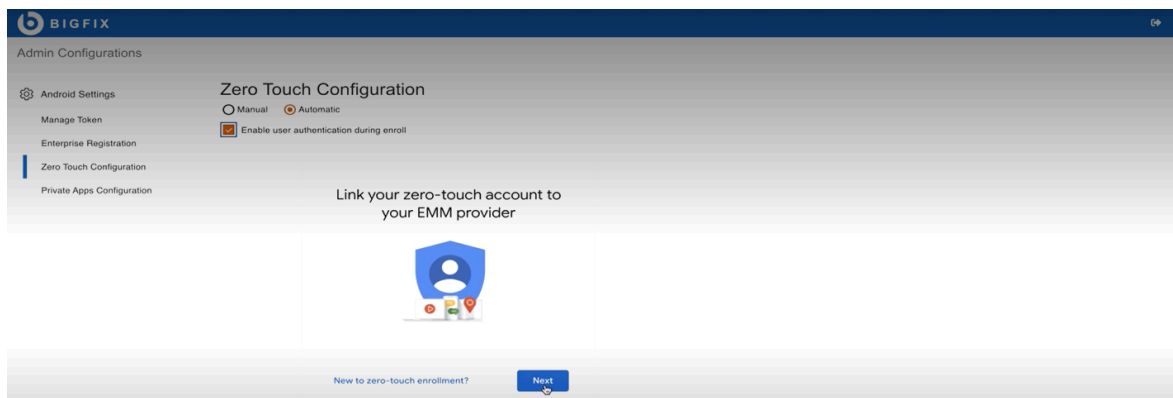 BIGFIX
Admin Configurations
Android Settings
Manage Token
Enterprise Registration
Zero Touch Configuration
Private Apps Configuration
Zero Touch Configuration
Manual Automatic
Enable user authentication during enroll
Link your zero-touch account to
your EMM provider
New to zero-touch enrollment? Next